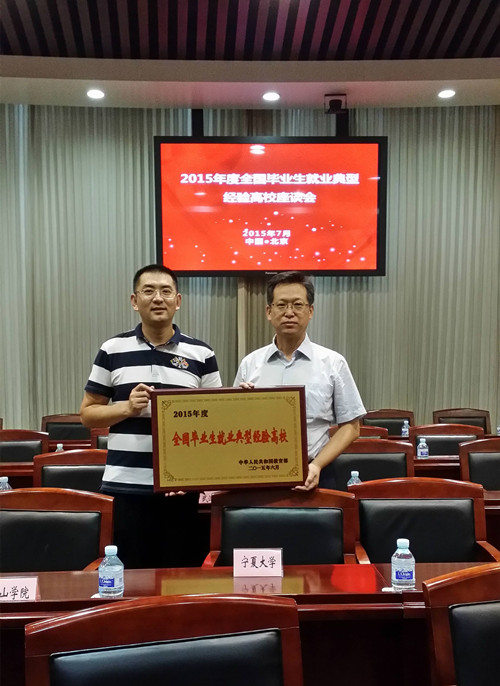 2015年度全国毕业生就业典型
经验高校座谈会
2015年7月
中国•北京
2015年度
全国毕业生就业典型经验高校
中华人民共和国教育部
二〇一五年六月
宁夏大学
山学院